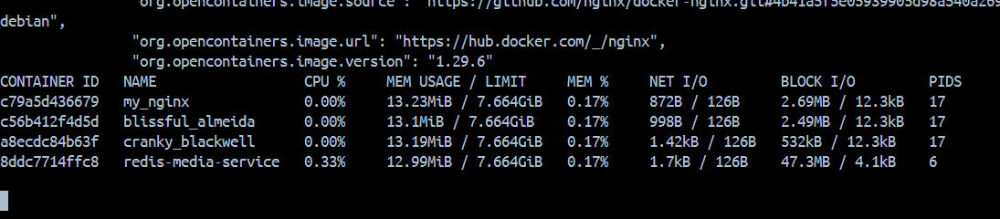 "org.opencontainers.image.source": "https://github.com/nginx/docker-nginx.git#4b41a5f5e05939905d98a540a269
debian",
"org.opencontainers.image.url": "https://hub.docker.com/_/nginx",
"org.opencontainers.image.version": "1.29.6"
CONTAINER ID NAME CPU % MEM USAGE / LIMIT MEM % NET I/O BLOCK I/O PIDS
c79a5d436679 my_nginx 0.00% 13.23MiB / 7.664GiB 0.17% 872B / 126B 2.69MB / 12.3kB 17
c56b412f4d5d blissful_almeida 0.00% 13.1MiB / 7.664GiB 0.17% 998B / 126B 2.49MB / 12.3kB 17
a8ecdc84b63f cranky_blackwell 0.00% 13.19MiB / 7.664GiB 0.17% 1.42kB / 126B 532kB / 12.3kB 17
8ddc7714ffc8 redis-media-service 0.33% 12.99MiB / 7.664GiB 0.17% 1.7kB / 126B 47.3MB / 4.1kB 6